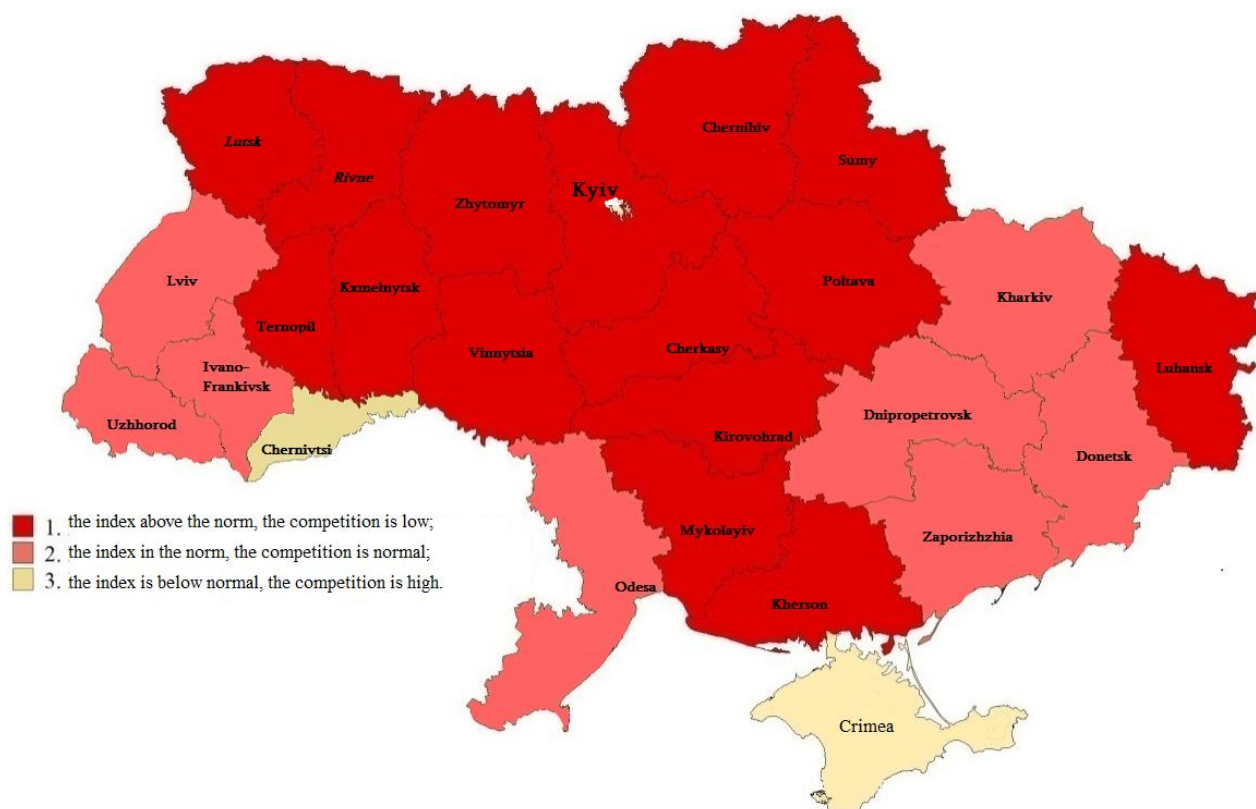 Chernihiv
Lutsk
Sumy
Rivne
Kyiv
Zhytomyr
Lviv
Poltava
Kxmelnytsk
Kharkiv
Ternopil
Cherkasy
Vinnytsia
Luhansk
Ivano-
Frankivsk
Dnipropetrovsk
Uzhhorod
Kirovohrad
Chernivtsi
Donetsk
1. the index above the norm, the competition is low;
Mykolayiv
Zaporizhzhia
2. the index in the norm, the competition is normal;
3. the index is below normal, the competition is high.
Odesa
Kherson
Crimea